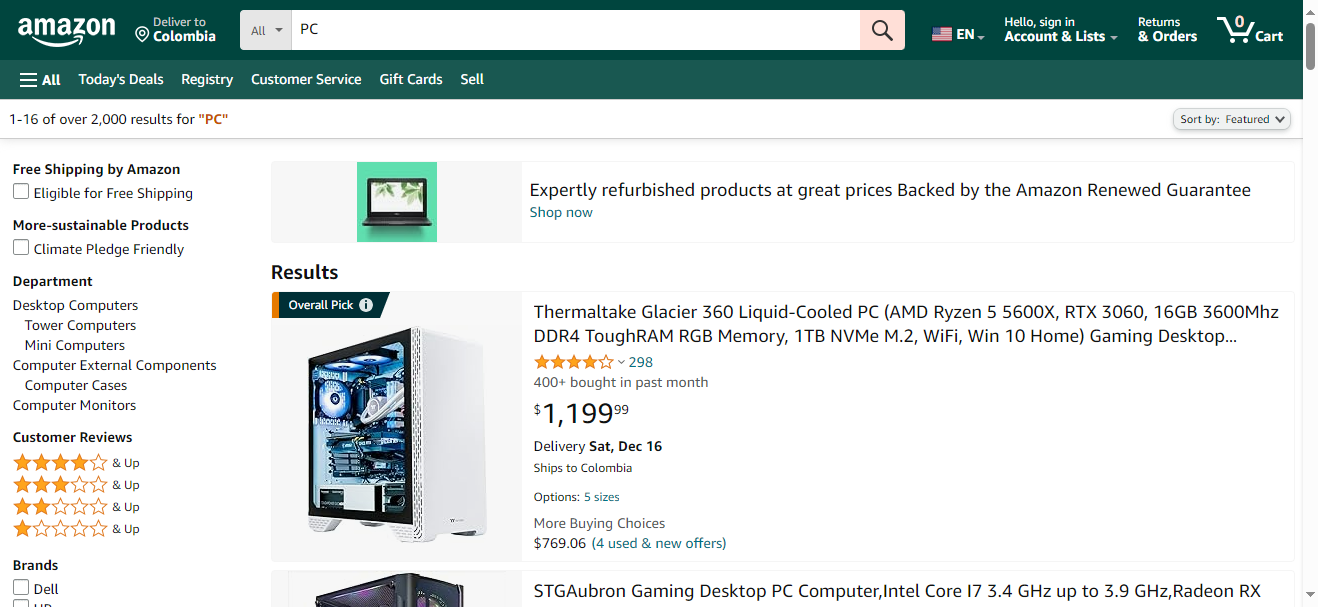 amazon
Deliver to
Colombia
All
PC
EN
Hello, sign in
Account & Lists
Returns
& Orders
0
Cart
All
Today's Deals
Registry
Customer Service
Gift Cards
Sell
1-16 of over 2,000 results for "PC"
Sort by: Featured
Free Shipping by Amazon
Eligible for Free Shipping
More-sustainable Products
Climate Pledge Friendly
Department
Desktop Computers
Tower Computers
Mini Computers
Computer External Components
Computer Cases
Computer Monitors
Customer Reviews
& Up
& Up
& Up
& Up
Brands
Dell
HP
Expertly refurbished products at great prices Backed by the Amazon Renewed Guarantee
Shop now
Results
Overall Pick
Thermaltake Glacier 360 Liquid-Cooled PC (AMD Ryzen 5 5600X, RTX 3060, 16GB 3600Mhz
DDR4 ToughRAM RGB Memory, 1TB NVMe M.2, WiFi, Win 10 Home) Gaming Desktop...
298
400+ bought in past month
$1,19999
Delivery Sat, Dec 16
Ships to Colombia
Options: 5 sizes
More Buying Choices
$769.06 (4 used & new offers)
STGAubron Gaming Desktop PC Computer,Intel Core I7 3.4 GHz up to 3.9 GHz,Radeon RX